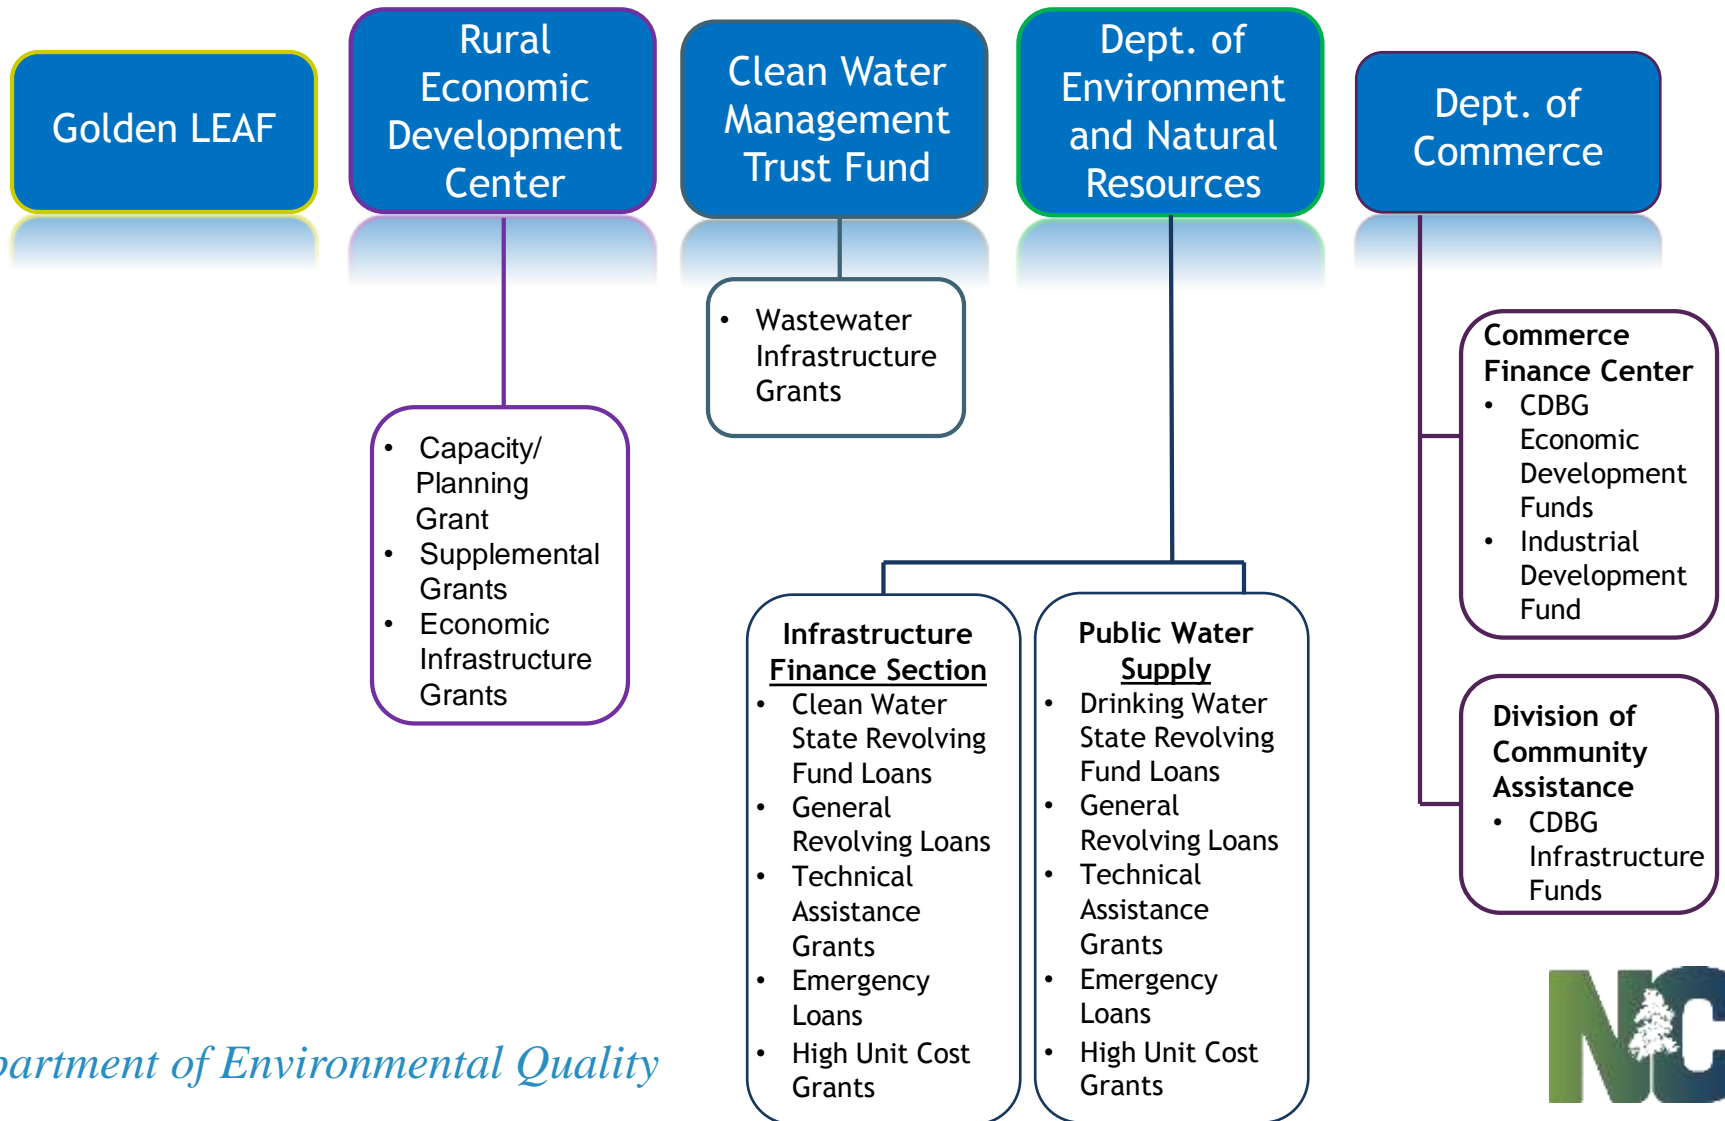 Golden LEAF
Rural
Economic
Development
Center
Clean Water
Management
Trust Fund
Dept. of
Environment
and Natural
Resources
Dept. of
Commerce
• Capacity/
Planning
Grant
• Supplemental
Grants
• Economic
Infrastructure
Grants
• Wastewater
Infrastructure
Grants
Infrastructure
Finance Section
• Clean Water
State Revolving
Fund Loans
• General
Revolving Loans
• Technical
Assistance
Grants
• Emergency
Loans
• High Unit Cost
Grants
Public Water
Supply
• Drinking Water
State Revolving
Fund Loans
• General
Revolving Loans
• Technical
Assistance
Grants
• Emergency
Loans
• High Unit Cost
Grants
Commerce
Finance Center
• CDBG
Economic
Development
Funds
• Industrial
Development
Fund
Division of
Community
Assistance
• CDBG
Infrastructure
Funds
partment of Environmental Quality
NC